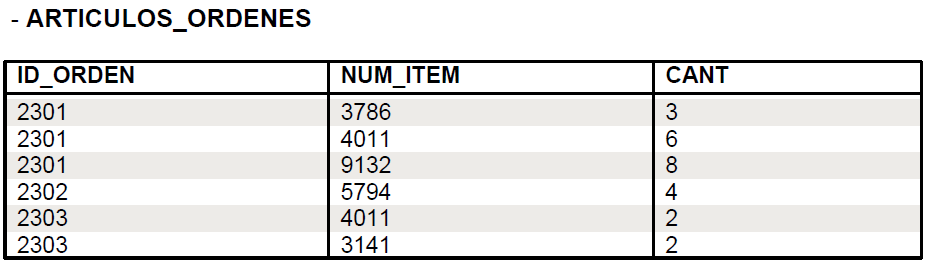 - ARTICULOS_ORDENES
ID_ORDEN NUM_ITEM CANT
2301 3786 3
2301 4011 6
2301 9132 8
2302 5794 4
2303 4011 2
2303 3141 2